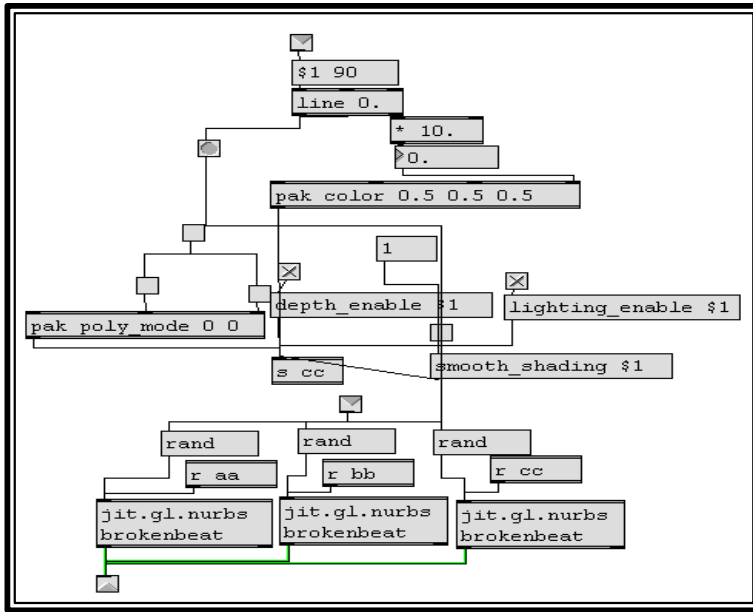 $1 90
line 0.
* 10.
0.
pak color 0.5 0.5 0.5
1
depth_enable $1
lighting_enable $1
pak poly_mode 0 0
s cc
smooth_shading $1
rand
rand
rand
r aa
r bb
r cc
jit.gl.nurbs
brokenbeat
jit.gl.nurbs
brokenbeat
jit.gl.nurbs
brokenbeat